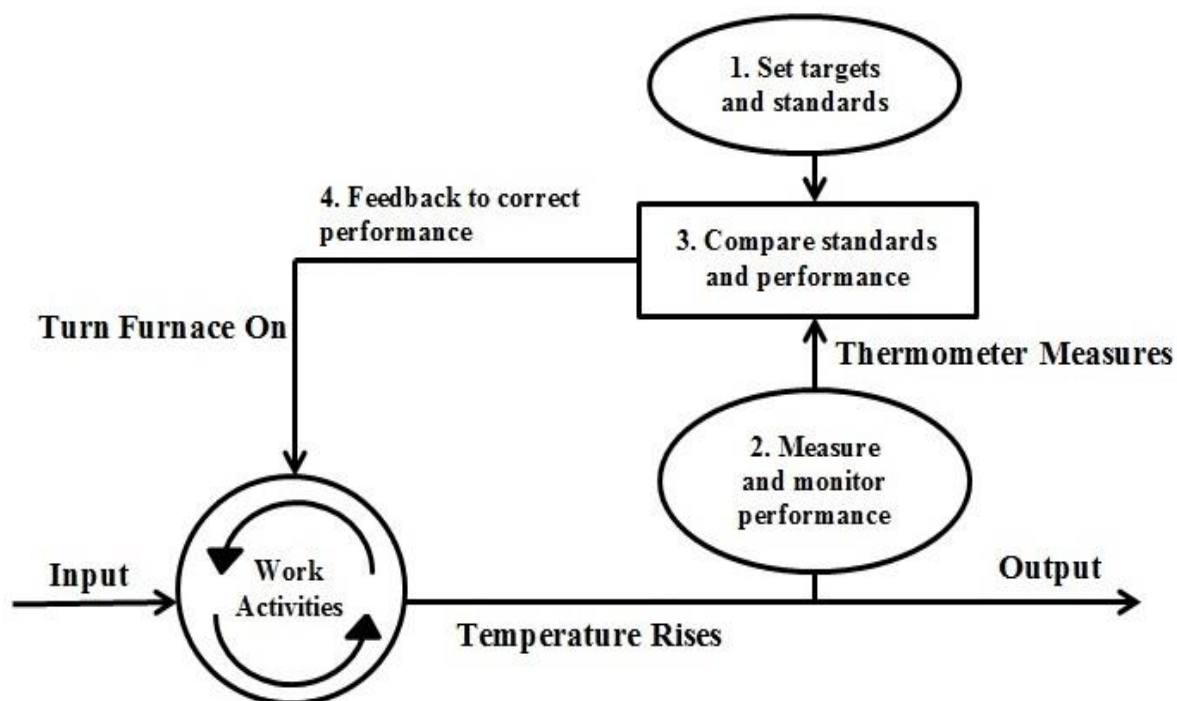 1. Set targets
and standards
4. Feedback to correct
performance
3. Compare standards
and performance
Turn Furnace On
Thermometer Measures
2. Measure
and monitor
performance
Input
Work
Activities
Output
Temperature Rises